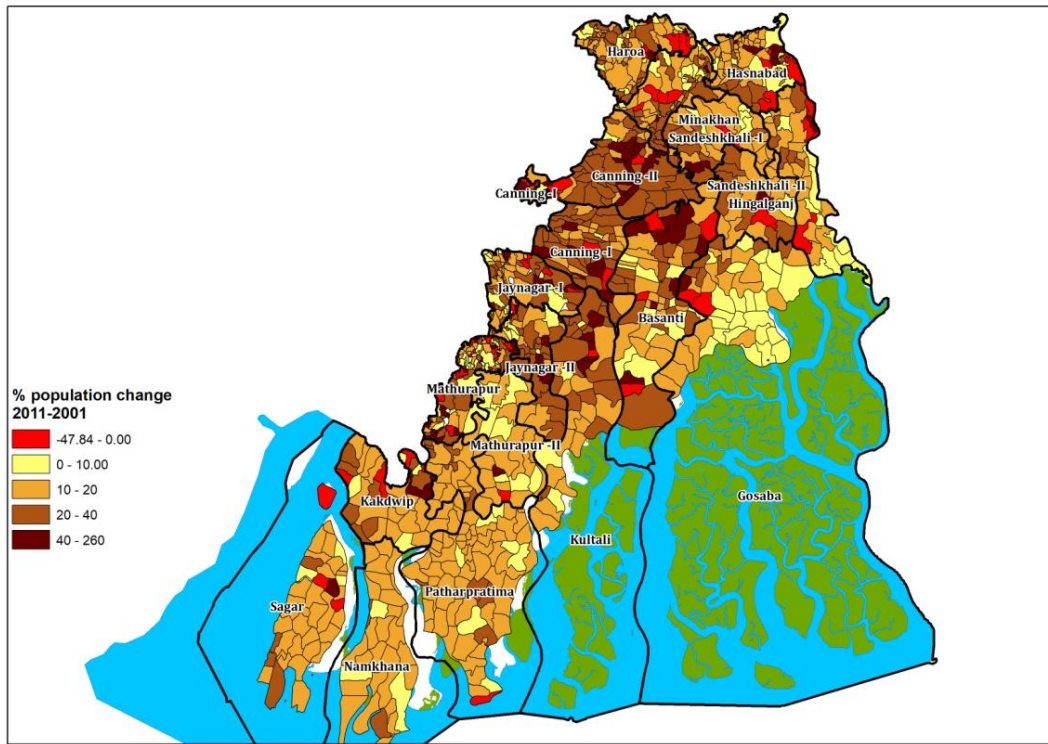 Haroa
Hasnabad
Minakhan
Sandeshkhali -I
Canning -II
Canning -I
Sandeshkhali -II
Hingalganj
Canning -I
Jaynagar -I
Basanti
Jaynagar -II
Mathurapur
Mathurapur -II
Kakdwip
Gosaba
Kultali
Patharpratima
Sagar
Namkhana
% population change
2011-2001
-47.84 - 0.00
0 - 10.00
10 - 20
20 - 40
40 - 260